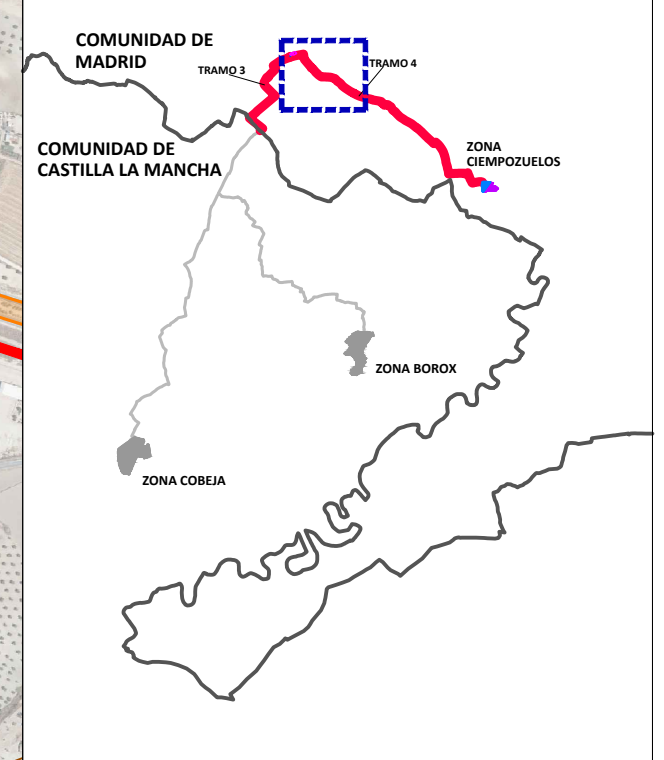 COMUNIDAD DE
MADRID
TRAMO 3
TRAMO 4
COMUNIDAD DE
CASTILLA LA MANCHA
ZONA
CIEMPOZUELOS
ZONA BOROX
ZONA COBEJA